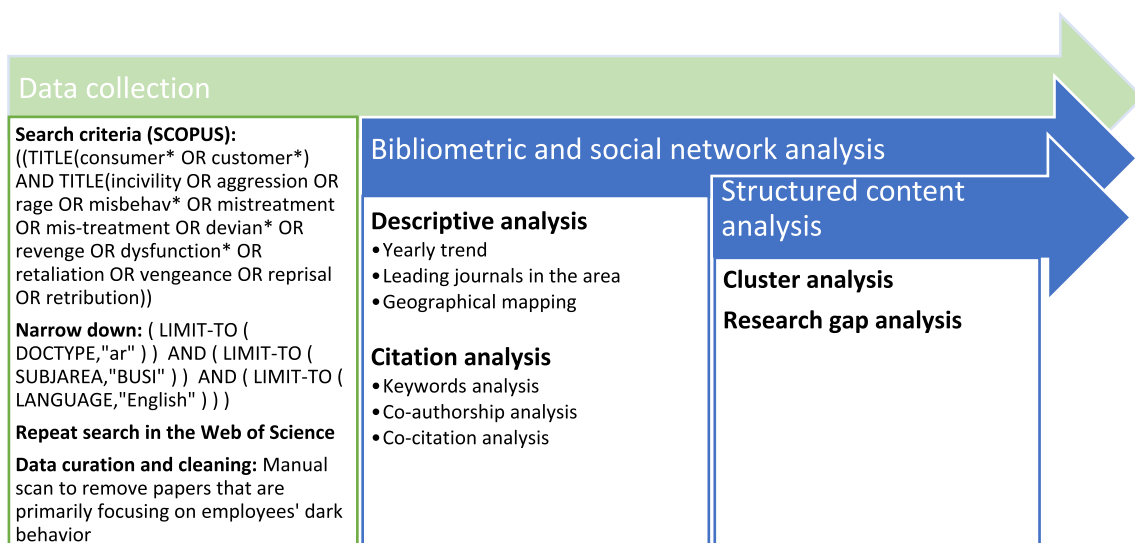 Data collection
Search criteria (SCOPUS):
((TITLE(consumer* OR customer*)
AND TITLE(incivility OR aggression OR
rage OR misbehav* OR mistreatment
OR mis-treatment OR devian* OR
revenge OR dysfunction* OR
retaliation OR vengeance OR reprisal
OR retribution))
Narrow down: ( LIMIT-TO (
DOCTYPE,"ar" ) )  AND ( LIMIT-TO (
SUBJAREA,"BUSI" ) )  AND ( LIMIT-TO (
LANGUAGE,"English" ) ) )
Repeat search in the Web of Science
Data curation and cleaning: Manual
scan to remove papers that are
primarily focusing on employees' dark
behavior
Bibliometric and social network analysis
Descriptive analysis
•Yearly trend
•Leading journals in the area
•Geographical mapping
Citation analysis
•Keywords analysis
•Co-authorship analysis
•Co-citation analysis
Structured content
analysis
Cluster analysis
Research gap analysis